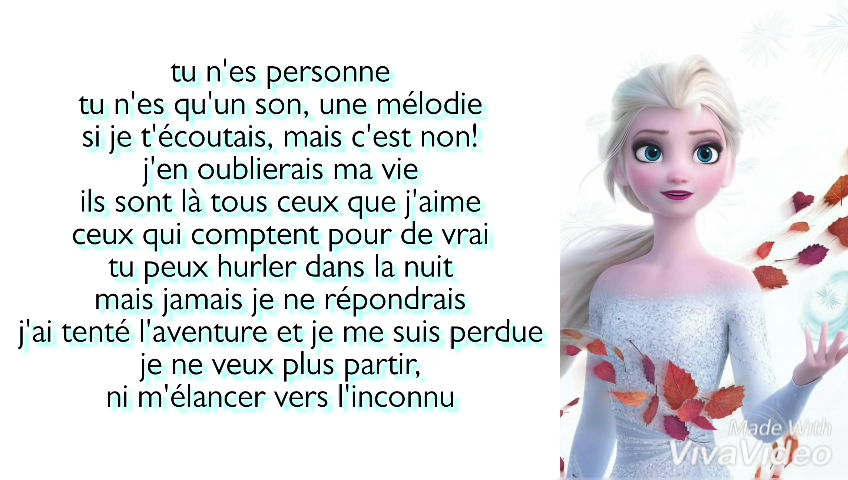 tu n'es personne
tu n'es qu'un son, une mélodie
si je t'écoutais, mais c'est non!
j'en oublierais ma vie
ils sont là tous ceux que j'aime
ceux qui comptent pour de vrai
tu peux hurler dans la nuit
mais jamais je ne répondrais
j'ai tenté l'aventure et je me suis perdue
je ne veux plus partir,
ni m'élancer vers l'inconnu
Made With
VivaVideo